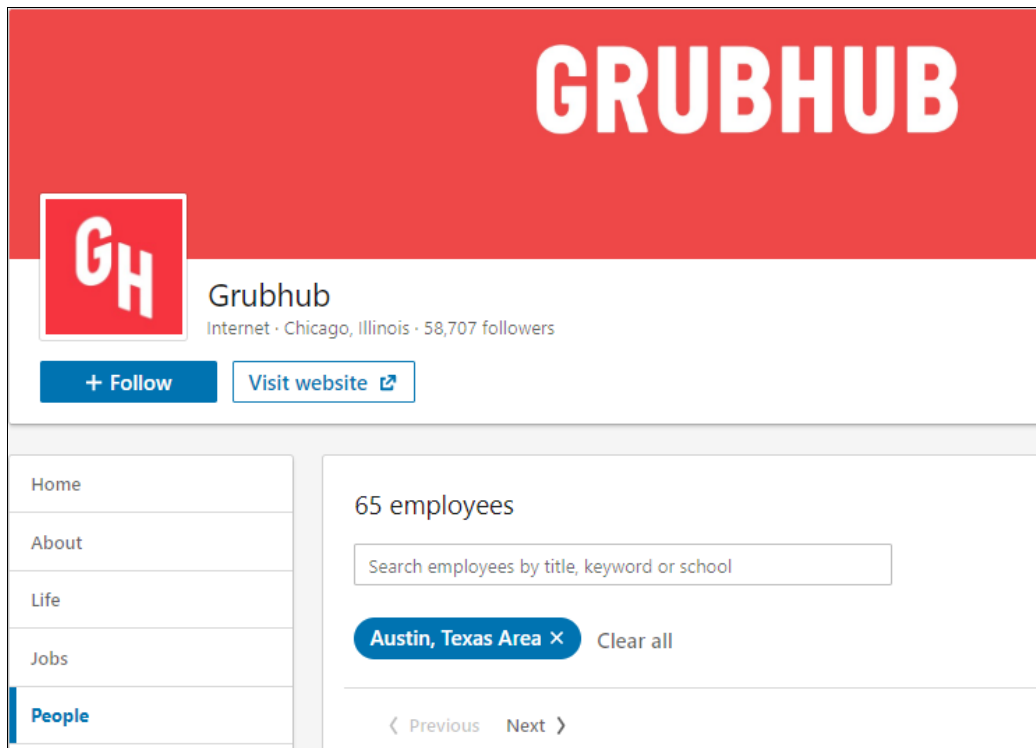 GRUBHUB
GH
Grubhub
Internet · Chicago, Illinois · 58,707 followers
+ Follow
Visit website
Home
About
Life
Jobs
People
65 employees
Search employees by title, keyword or school
Austin, Texas Area ×
Clear all
❬ Previous Next ❭